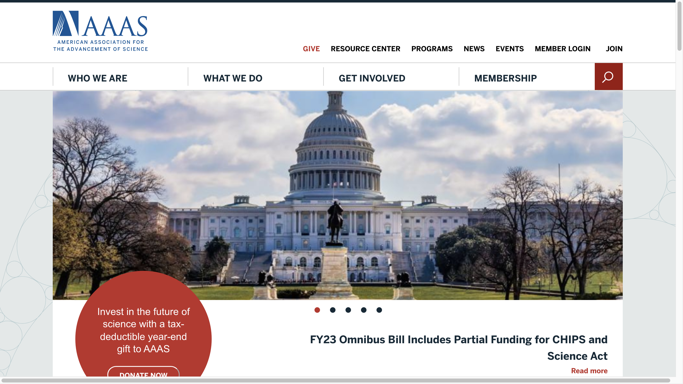 AAAS
AMERICAN ASSOCIATION FOR
THE ADVANCEMENT OF SCIENCE
GIVE RESOURCE CENTER PROGRAMS NEWS EVENTS MEMBER LOGIN JOIN
WHO WE ARE WHAT WE DO GET INVOLVED MEMBERSHIP
Invest in the future of
science with a tax-
deductible year-end
gift to AAAS
DONATE NOW
FY23 Omnibus Bill Includes Partial Funding for CHIPS and
Science Act
Read more